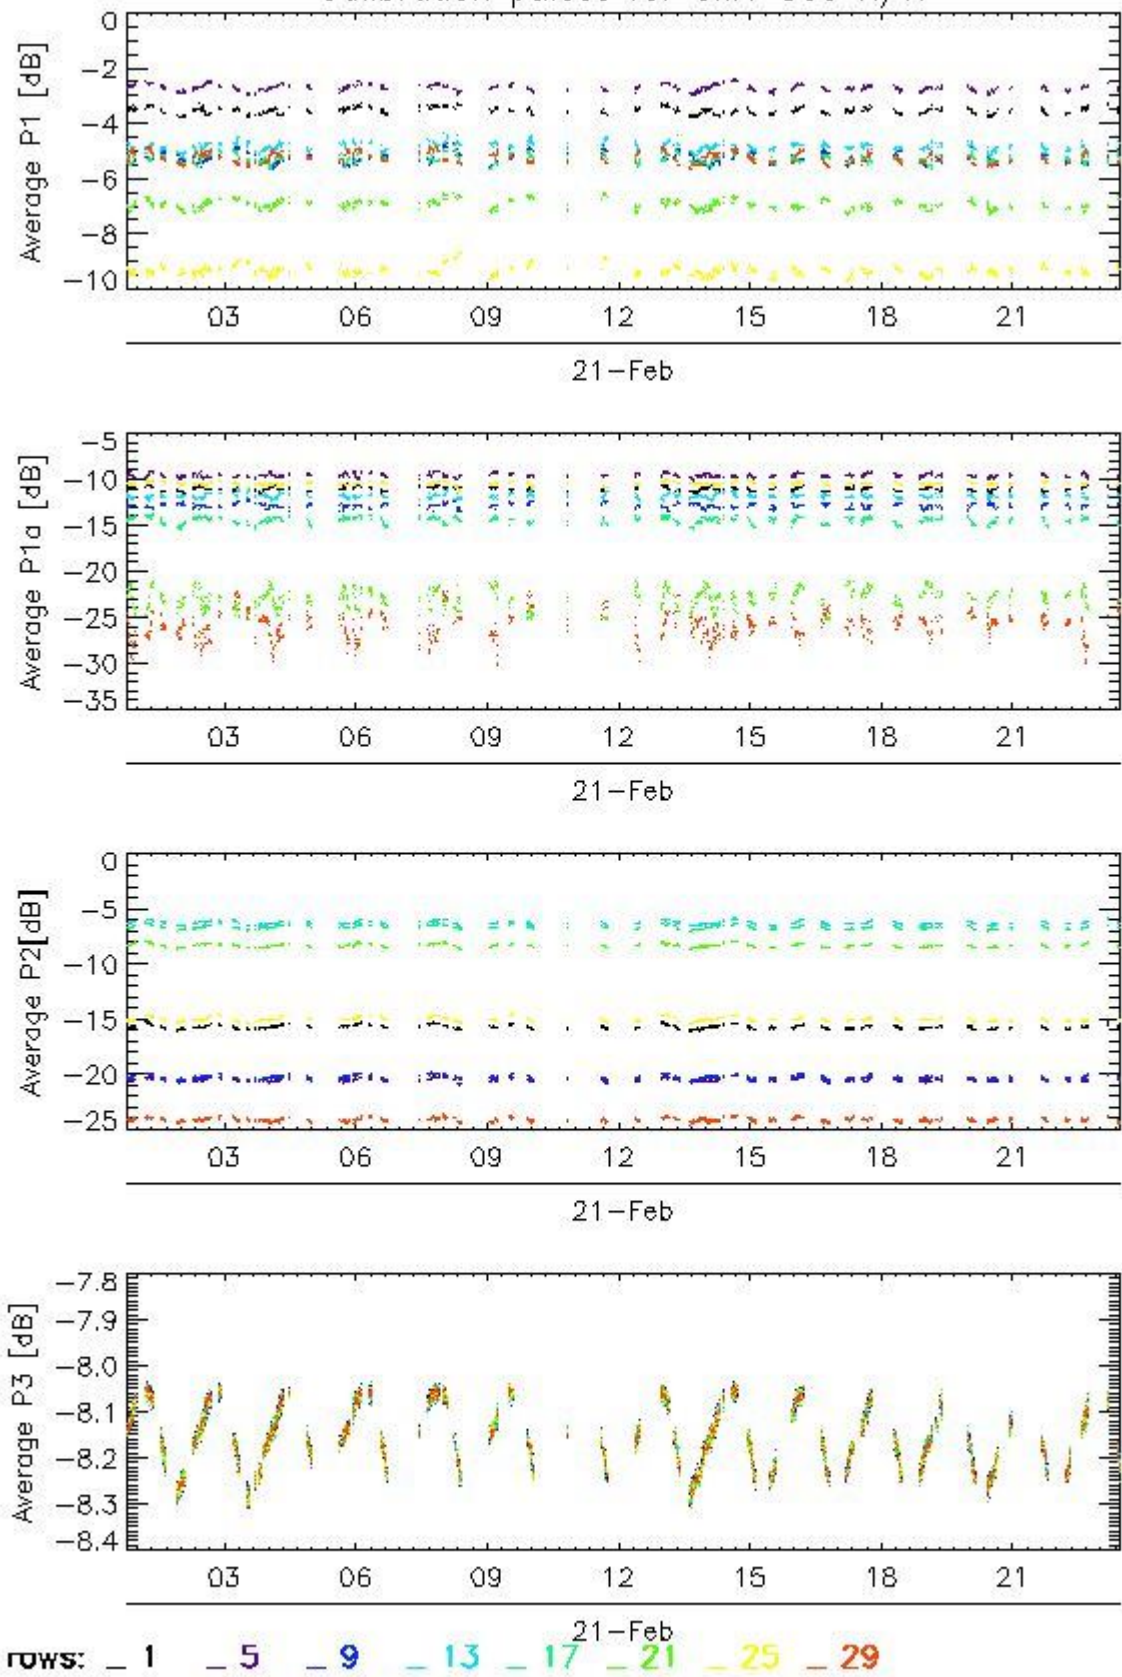 Average P1 [dB]
0
−2
−4
−6
−8
−10
03 06 09 12 15 18 21
21−Feb
Average P1a [dB]
−5
−10
−15
−20
−25
−30
−35
03 06 09 12 15 18 21
21−Feb
Average P2[dB]
0
−5
−10
−15
−20
−25
03 06 09 12 15 18 21
21−Feb
Average P3 [dB]
−7.8
−7.9
−8.0
−8.1
−8.2
−8.3
−8.4
03 06 09 12 15 18 21
21−Feb
rows: _ 1 _ 5 _ 9 _ 13 _ 17 _ 21 _ 25 _ 29